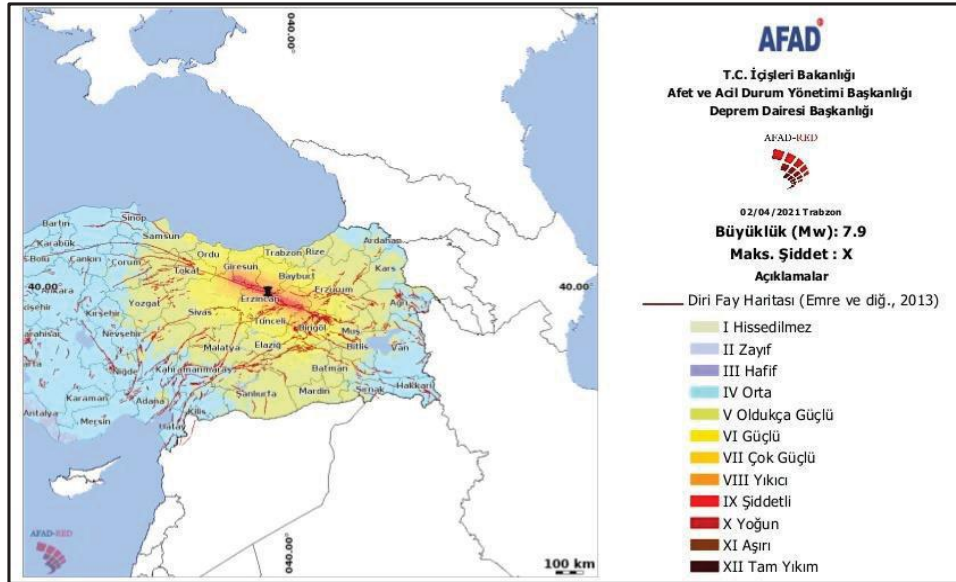 040.00°
Bartın
Sinop
Karabük
Samsun
Bolu
Çankırı
Çorum
Ordu
Giresun
Trabzon
Rize
Ardahan
Kars
Tokat
Bayburt
40.00°
40.00°
Ankara
Yozgat
Sivas
Erzincan
Erzurum
Ağrı
Kırşehir
Tunceli
Bingöl
Muş
Nevşehir
Malatya
Elazığ
Bitlis
Van
Niğde
Kahramanmaraş
Batman
Karaman
Adana
Şanlıurfa
Mardin
Şırnak
Hakkari
Antalya
Mersin
Kilis
Hatay
AFAD-RED
040.00°
100 km
AFAD
T.C. İçişleri Bakanlığı
Afet ve Acil Durum Yönetimi Başkanlığı
Deprem Dairesi Başkanlığı
AFAD-RED
02/04/2021 Trabzon
Büyüklük (Mw): 7.9
Maks. Şiddet : X
Açıklamalar
Diri Fay Haritası (Emre ve diğ., 2013)
I Hissedilmez
II Zayıf
III Hafif
IV Orta
V Oldukça Güçlü
VI Güçlü
VII Çok Güçlü
VIII Yıkıcı
IX Şiddetli
X Yoğun
XI Aşırı
XII Tam Yıkım